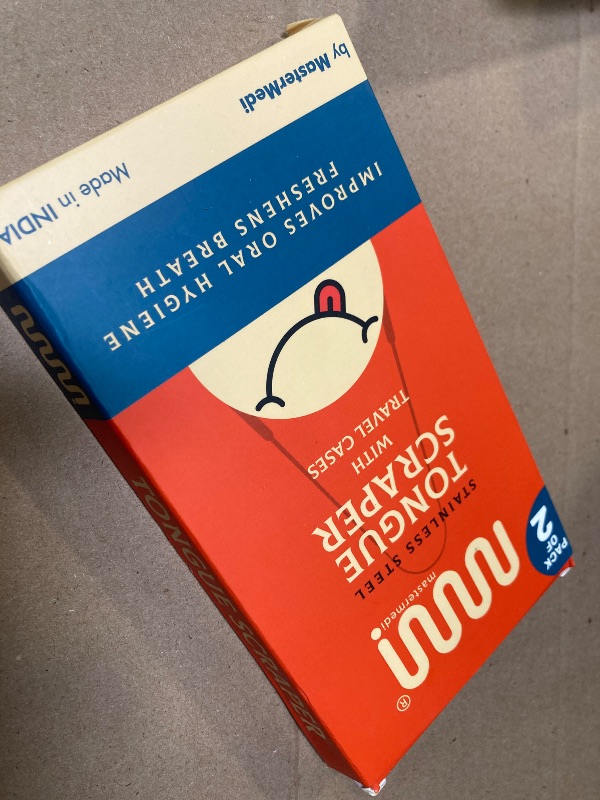 mastermedi
®
PACK
OF
2
STAINLESS STEEL
TONGUE
SCRAPER
WITH
TRAVEL CASES
IMPROVES ORAL HYGIENE
FRESHENS BREATH
by MasterMedi
Made in INDIA
TONGUE SCRAPER